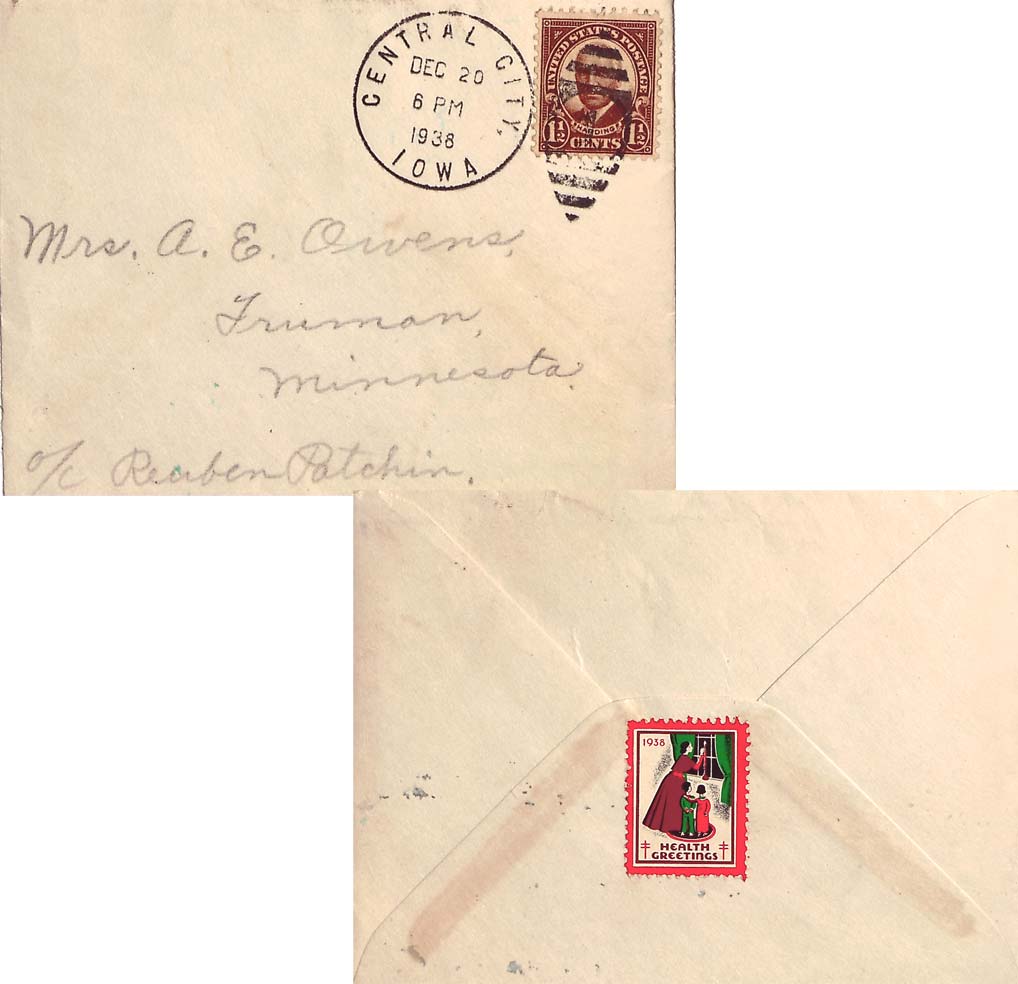 CENTRAL CITY,
DEC 20
6 PM
1938
IOWA
UNITED STATES POSTAGE
HARDING
1½ CENTS 1½
Mrs. A. E. Owens,
Truman,
Minnesota.
o/c Reuben Patchin.
1938
HEALTH
GREETINGS